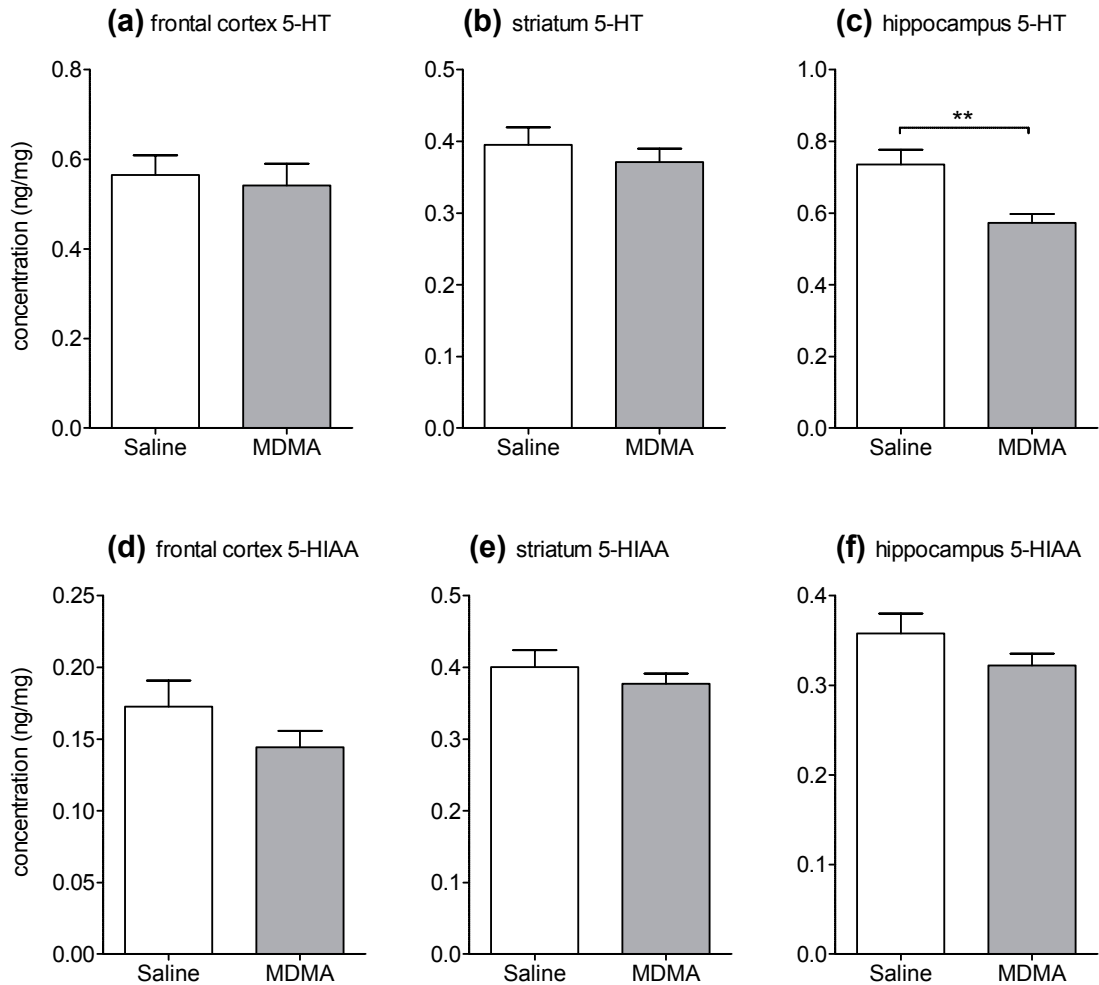 (a) frontal cortex 5-HT
concentration (ng/mg)
0.8
0.6
0.4
0.2
0.0
Saline MDMA
(b) striatum 5-HT
0.5
0.4
0.3
0.2
0.1
0.0
Saline MDMA
(c) hippocampus 5-HT
1.0
0.8
0.6
0.4
0.2
0.0
**
Saline MDMA
(d) frontal cortex 5-HIAA
concentration (ng/mg)
0.25
0.20
0.15
0.10
0.05
0.00
Saline MDMA
(e) striatum 5-HIAA
0.5
0.4
0.3
0.2
0.1
0.0
Saline MDMA
(f) hippocampus 5-HIAA
0.4
0.3
0.2
0.1
0.0
Saline MDMA